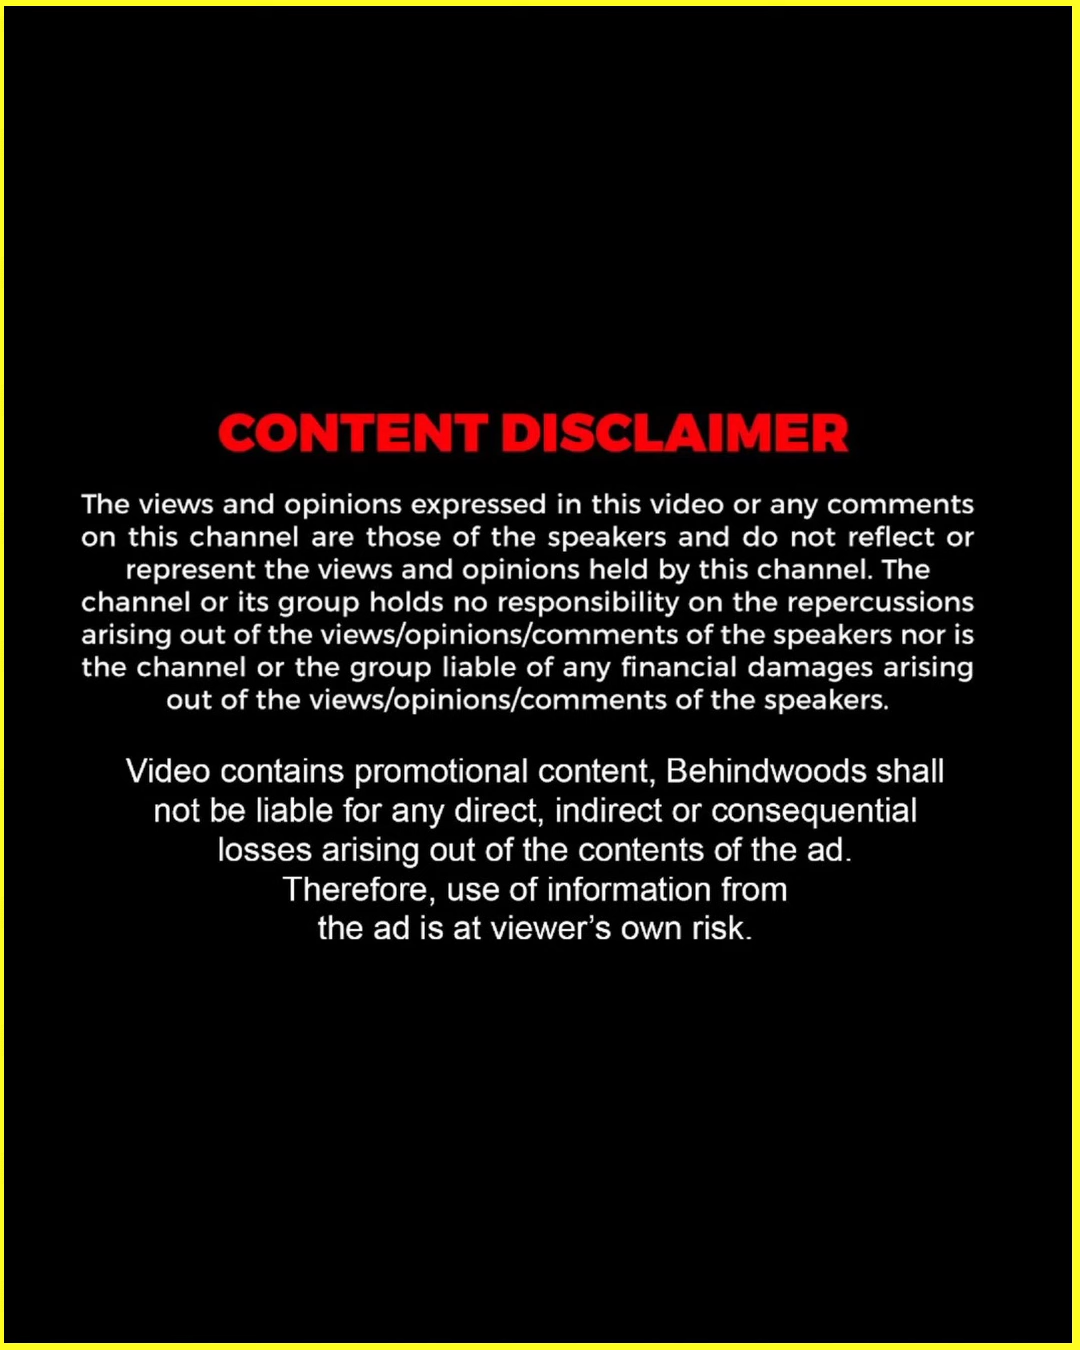 CONTENT DISCLAIMER
The views and opinions expressed in this video or any comments
on this channel are those of the speakers and do not reflect or
represent the views and opinions held by this channel. The
channel or its group holds no responsibility on the repercussions
arising out of the views/opinions/comments of the speakers nor is
the channel or the group liable of any financial damages arising
out of the views/opinions/comments of the speakers.
Video contains promotional content, Behindwoods shall
not be liable for any direct, indirect or consequential
losses arising out of the contents of the ad.
Therefore, use of information from
the ad is at viewer’s own risk.